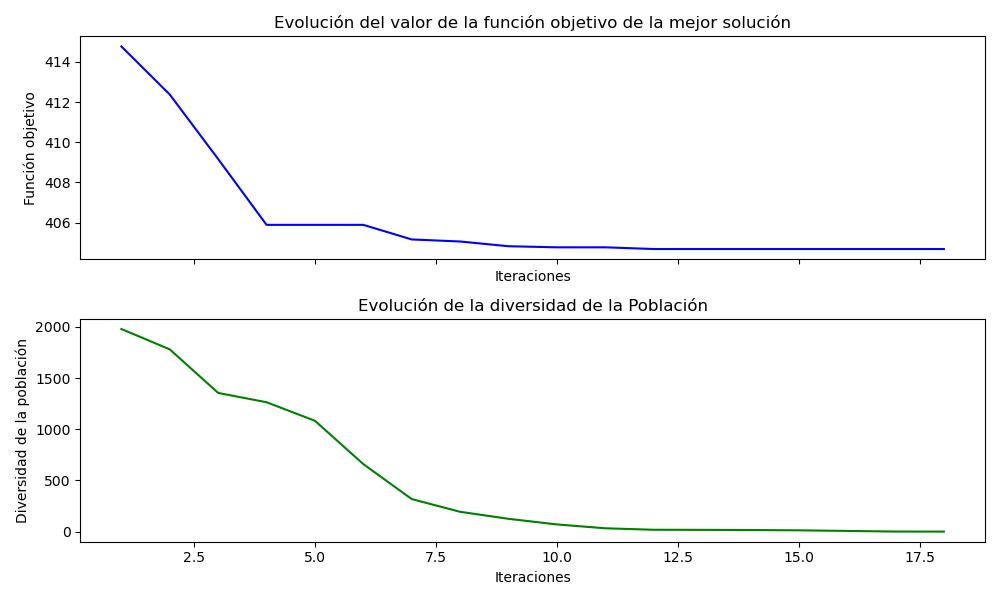 Evolución del valor de la función objetivo de la mejor solución
Función objetivo
414
412
410
408
406
Iteraciones
Evolución de la diversidad de la Población
Diversidad de la población
2000
1500
1000
500
0
2.5 5.0 7.5 10.0 12.5 15.0 17.5
Iteraciones